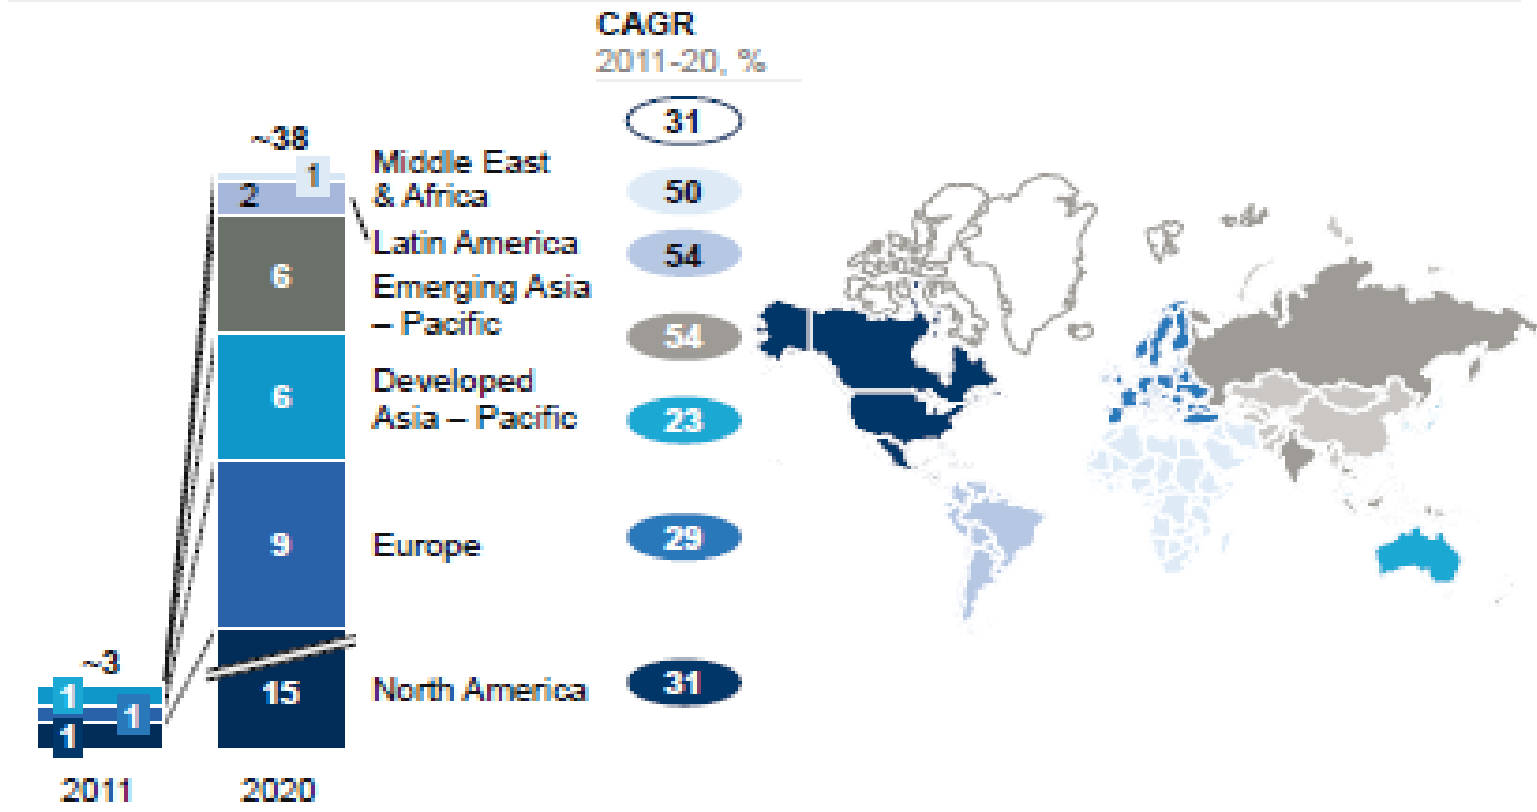 CAGR
2011-20, %
31
~38
1
2
6
6
9
15
Middle East
& Africa
50
Latin America
54
Emerging Asia
– Pacific
54
Developed
Asia – Pacific
23
Europe
29
North America
31
~3
1
1
1
2011
2020